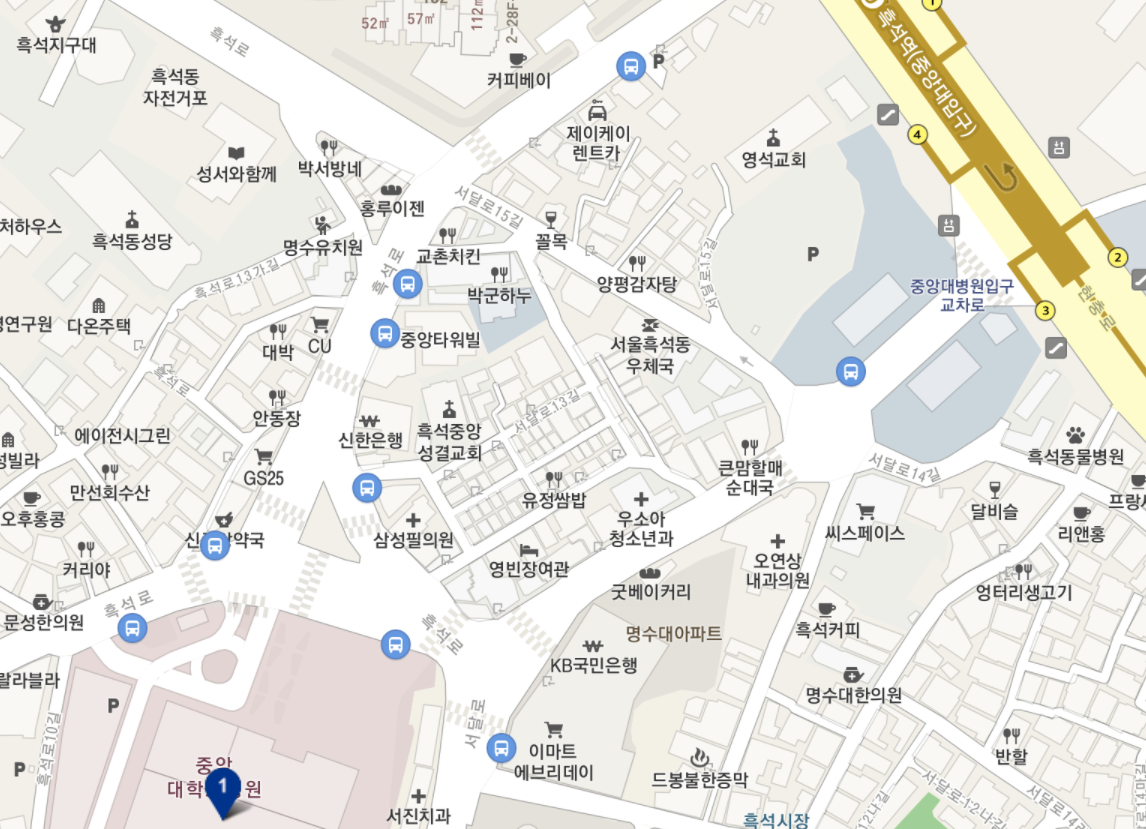 52㎡
57㎡
112㎡
2-28F
흑석지구대
흑석로
커피베이
P
1
흑석역(중앙대입구)
흑석동
자전거포
제이케이
렌트카
4
영석교회
박서방네
성서와함께
홍루이젠
서달로15길
꼴목
처하우스
흑석동성당
명수유치원
교촌치킨
흑석로
P
서달로15길
2
흑석로13가길
박군하누
양평감자탕
중앙대병원입구
교차로
3
현충로
연구원
다온주택
대박
CU
중앙타워빌
서울흑석동
우체국
흑석로
안동장
신한은행
흑석중앙
성결교회
서달로13길
에이전시그린
성빌라
GS25
만선회수산
큰맘할매
순대국
서달로14길
흑석동물병원
오후홍콩
유정쌈밥
우소아
청소년과
씨스페이스
달비슬
리앤홍
프랑
약국
삼성필의원
커리야
영빈장여관
오연상
내과의원
굿베이커리
엉터리생고기
흑석로
문성한의원
흑석로
명수대아파트
흑석커피
KB국민은행
랄라블라
명수대한의원
P
서달로
흑석로10길
이마트
에브리데이
반할
P
중앙
대학
원
1
드봉불한증막
서달로12나길
서달로14
12나길
14마길
서진치과
흑석시장